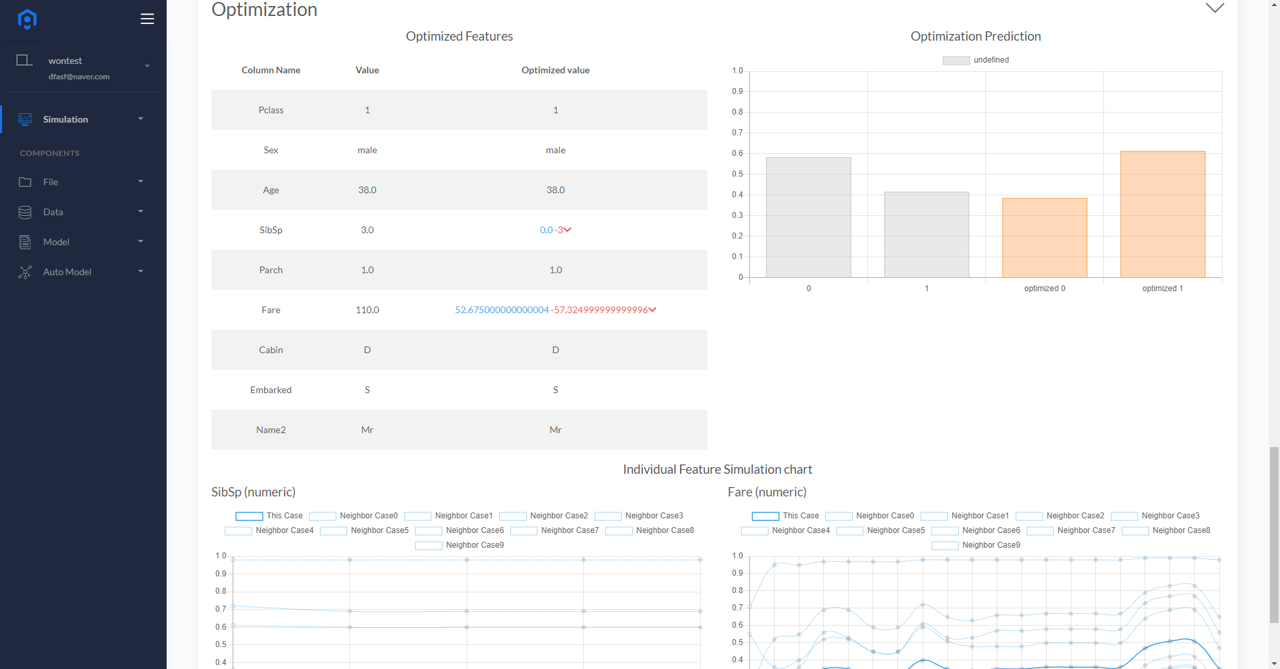 Optimization
wontest
dfasf@naver.com
Simulation
COMPONENTS
File
Data
Model
Auto Model
Optimized Features
Column Name Value Optimized value
Pclass 1 1
Sex male male
Age 38.0 38.0
SibSp 3.0 0.0 -3
Parch 1.0 1.0
Fare 110.0 52.675000000000004 -57.324999999999996
Cabin D D
Embarked S S
Name2 Mr Mr
Optimization Prediction
undefined
1.0
0.9
0.8
0.7
0.6
0.5
0.4
0.3
0.2
0.1
0
0 1 optimized 0 optimized 1
Individual Feature Simulation chart
SibSp (numeric)
This Case Neighbor Case0 Neighbor Case1 Neighbor Case2 Neighbor Case3
Neighbor Case4 Neighbor Case5 Neighbor Case6 Neighbor Case7 Neighbor Case8
Neighbor Case9
1.0
0.9
0.8
0.7
0.6
0.5
0.4
Fare (numeric)
This Case Neighbor Case0 Neighbor Case1 Neighbor Case2 Neighbor Case3
Neighbor Case4 Neighbor Case5 Neighbor Case6 Neighbor Case7 Neighbor Case8
Neighbor Case9
1.0
0.9
0.8
0.7
0.6
0.5
0.4